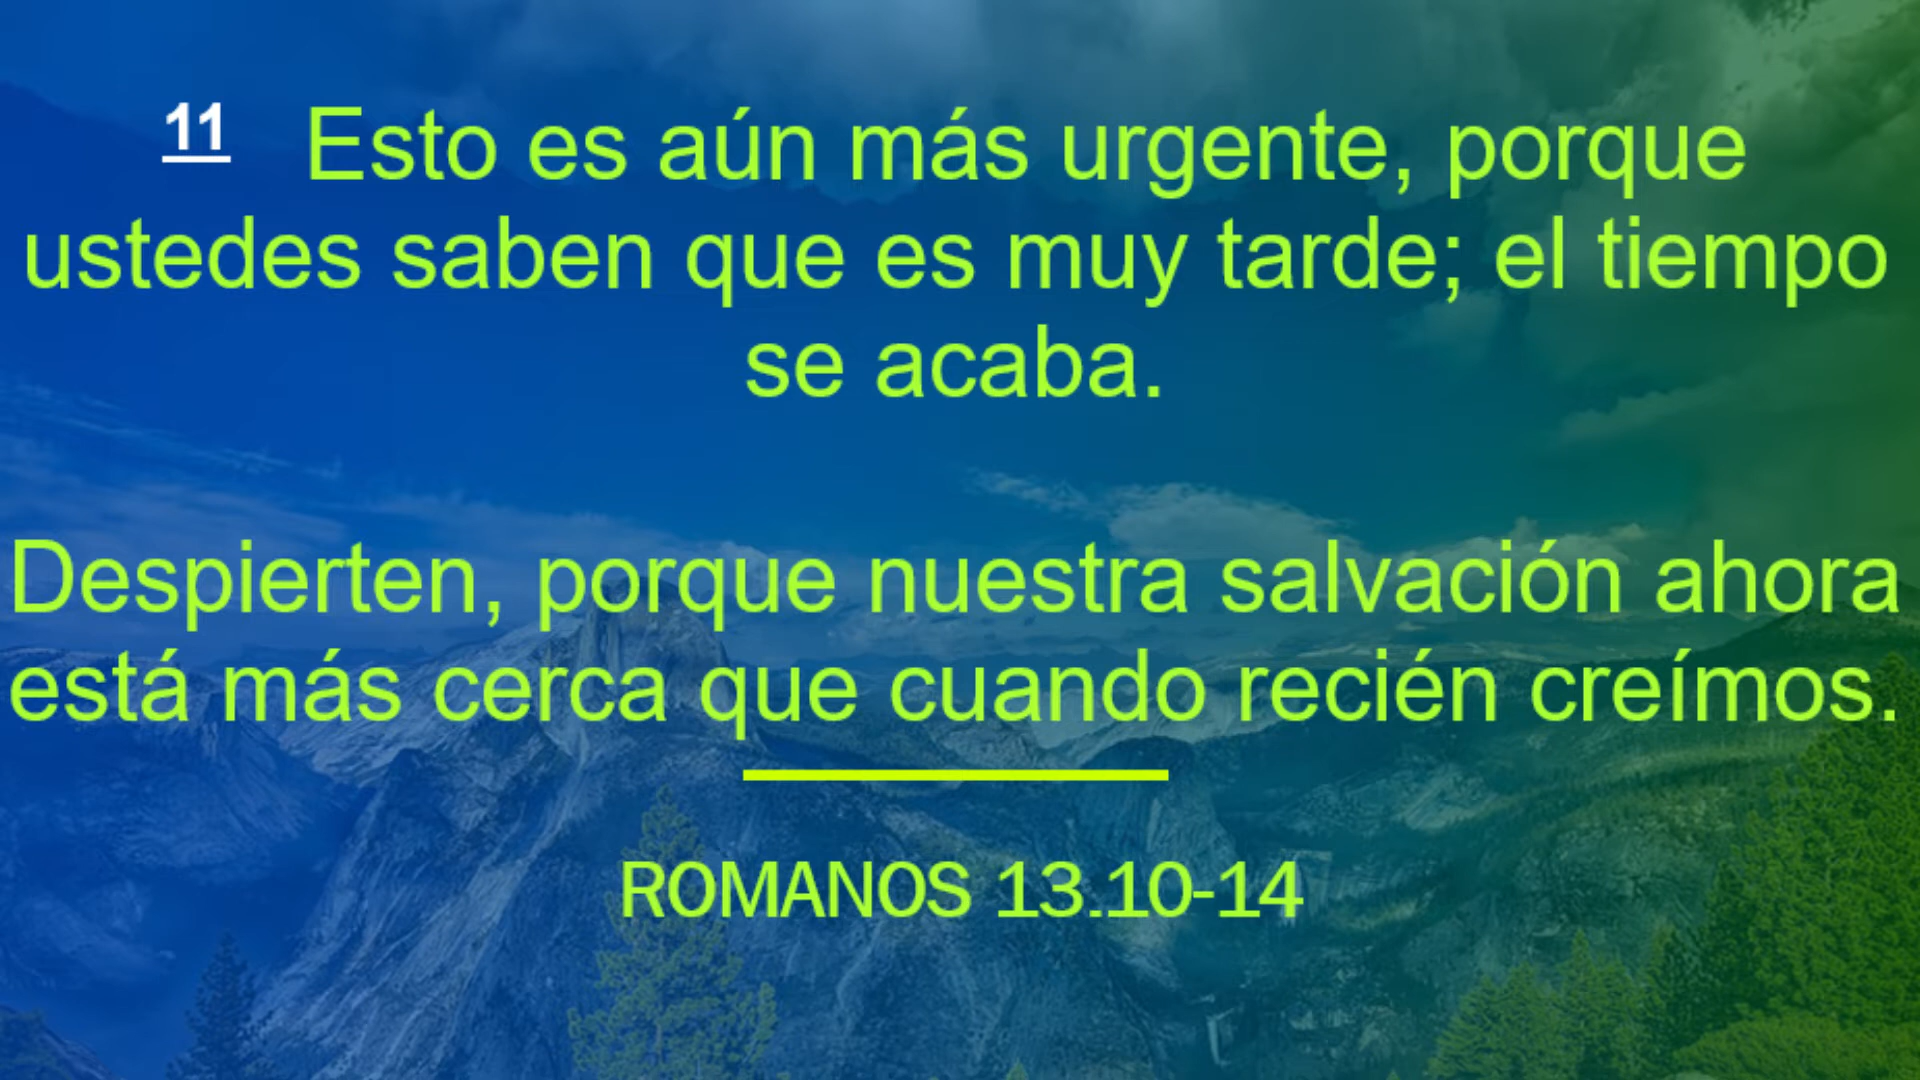 11 Esto es aún más urgente, porque
ustedes saben que es muy tarde; el tiempo
se acaba.
Despierten, porque nuestra salvación ahora
está más cerca que cuando recién creímos.
ROMANOS 13.10-14